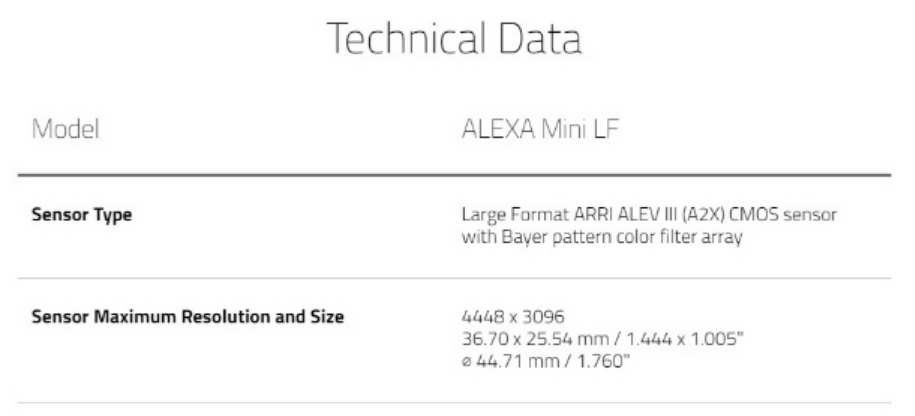 Technical Data
Model
ALEXA Mini LF
Sensor Type
Large Format ARRI ALEV III (A2X) CMOS sensor
with Bayer pattern color filter array
Sensor Maximum Resolution and Size
4448 x 3096
36.70 x 25.54 mm / 1.444 x 1.005"
⌀ 44.71 mm / 1.760"